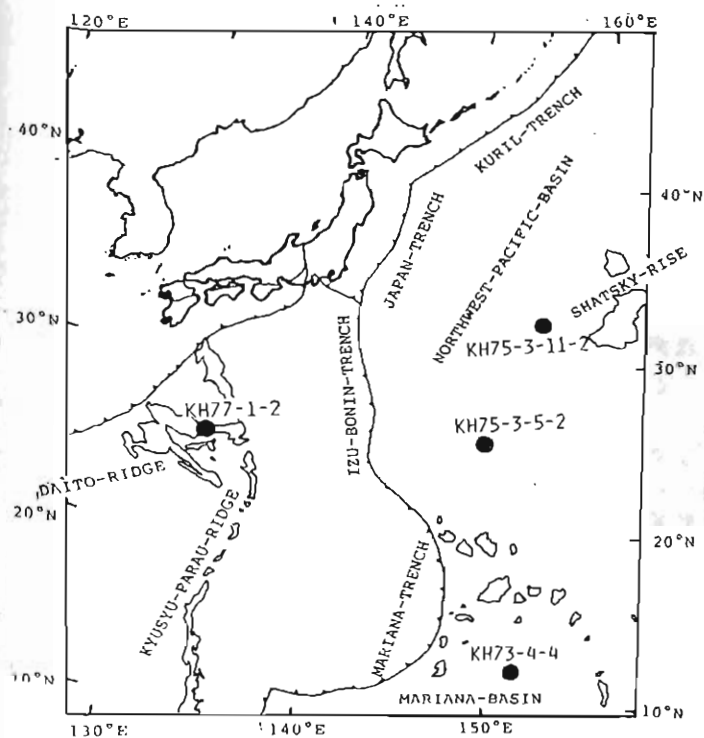 120°E
140°E
160°E
40°N
KURIL-TRENCH
40°N
NORTHWEST-PACIFIC-BASIN
JAPAN-TRENCH
SHATSKY-RISE
30°N
KH75-3-11-2
30°N
IZU-BONIN-TRENCH
KH77-1-2
KH75-3-5-2
DAITO-RIDGE
20°N
KYUSYU-PARAU-RIDGE
20°N
MARIANA-TRENCH
KH73-4-4
10°N
MARIANA-BASIN
10°N
130°E
140°E
150°E